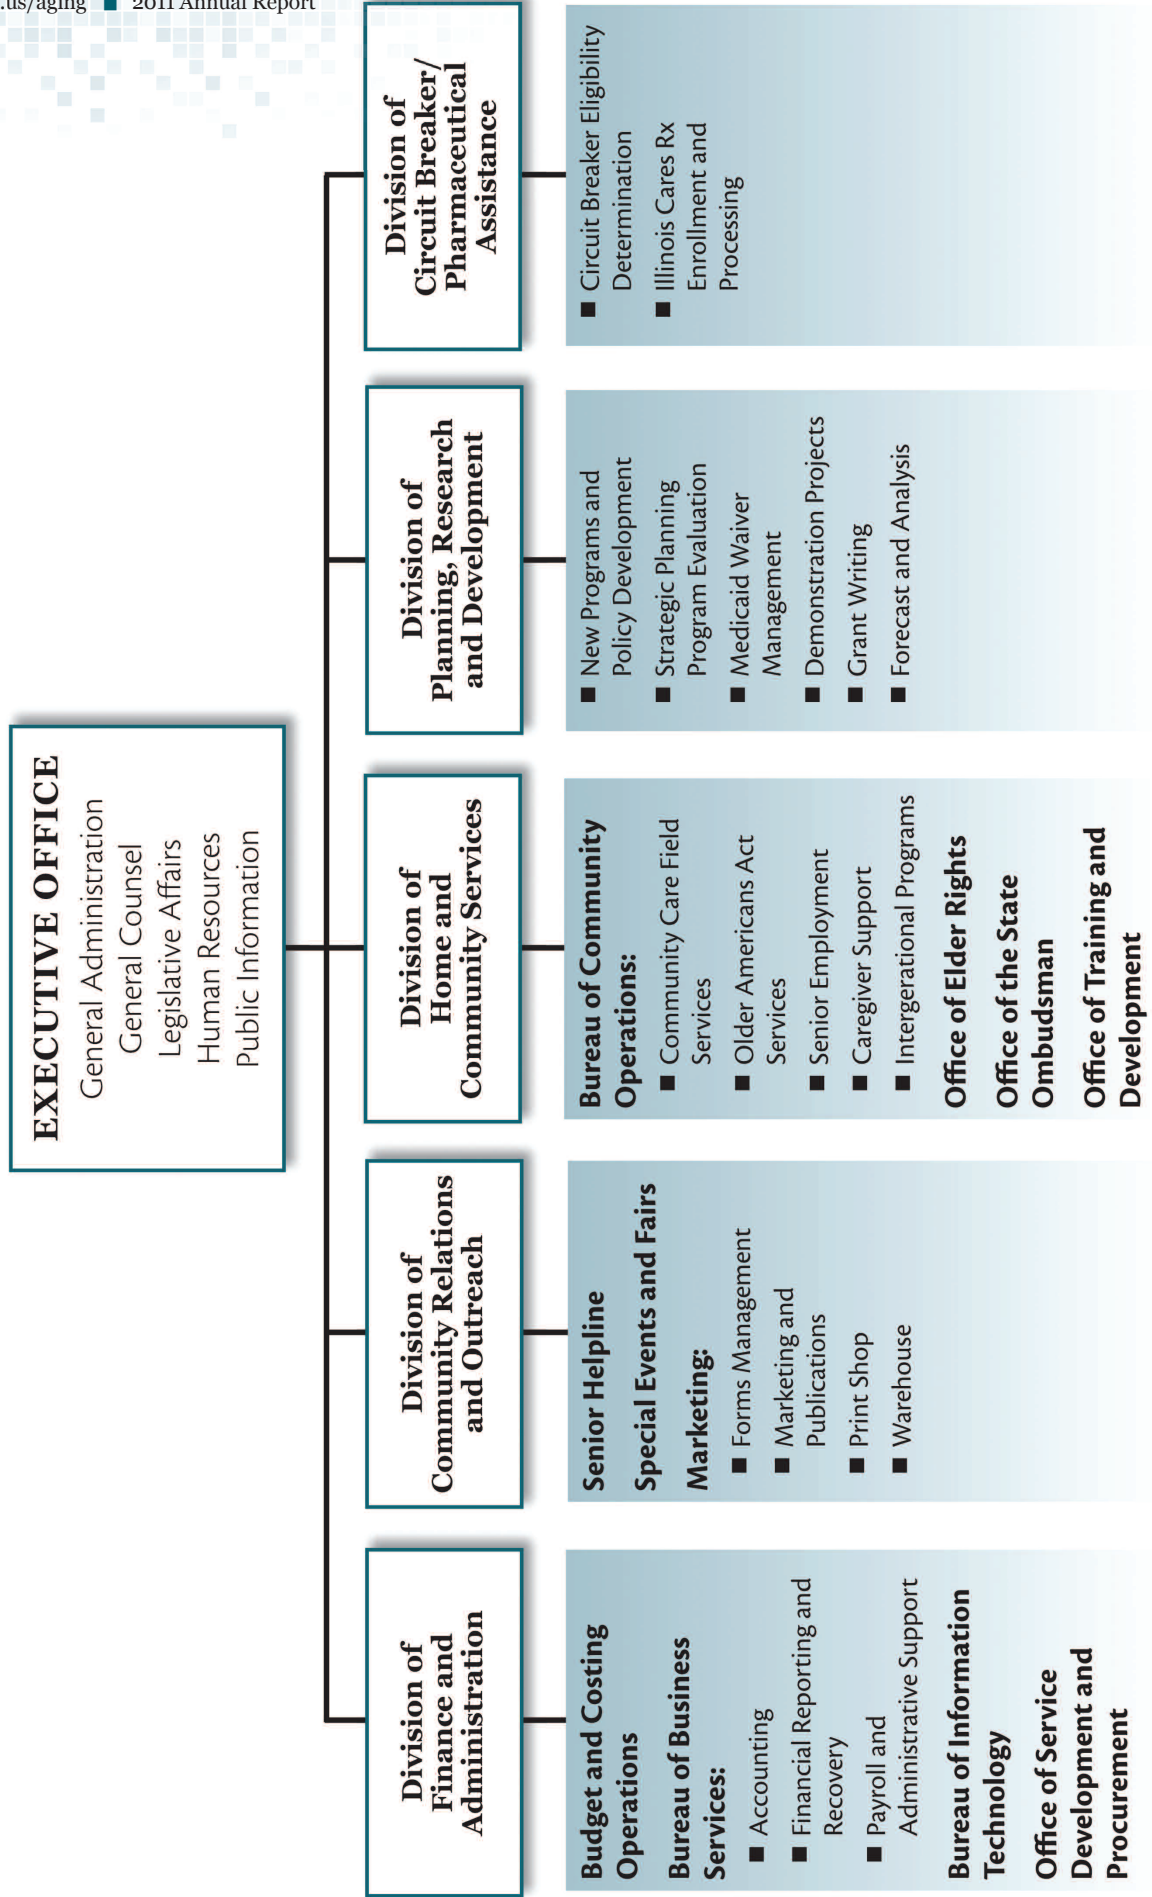 .us/aging ■ 2011 Annual Report
EXECUTIVE OFFICE
General Administration
General Counsel
Legislative Affairs
Human Resources
Public Information
Division of
Finance and
Administration
Budget and Costing
Operations
Bureau of Business
Services:
■ Accounting
■ Financial Reporting and
Recovery
■ Payroll and
Administrative Support
Bureau of Information
Technology
Office of Service
Development and
Procurement
Division of
Community Relations
and Outreach
Senior Helpline
Special Events and Fairs
Marketing:
■ Forms Management
■ Marketing and
Publications
■ Print Shop
■ Warehouse
Division of
Home and
Community Services
Bureau of Community
Operations:
■ Community Care Field
Services
■ Older Americans Act
Services
■ Senior Employment
■ Caregiver Support
■ Intergerational Programs
Office of Elder Rights
Office of the State
Ombudsman
Office of Training and
Development
Division of
Planning, Research
and Development
■ New Programs and
Policy Development
■ Strategic Planning
Program Evaluation
■ Medicaid Waiver
Management
■ Demonstration Projects
■ Grant Writing
■ Forecast and Analysis
Division of
Circuit Breaker/
Pharmaceutical
Assistance
■ Circuit Breaker Eligibility
Determination
■ Illinois Cares Rx
Enrollment and
Processing